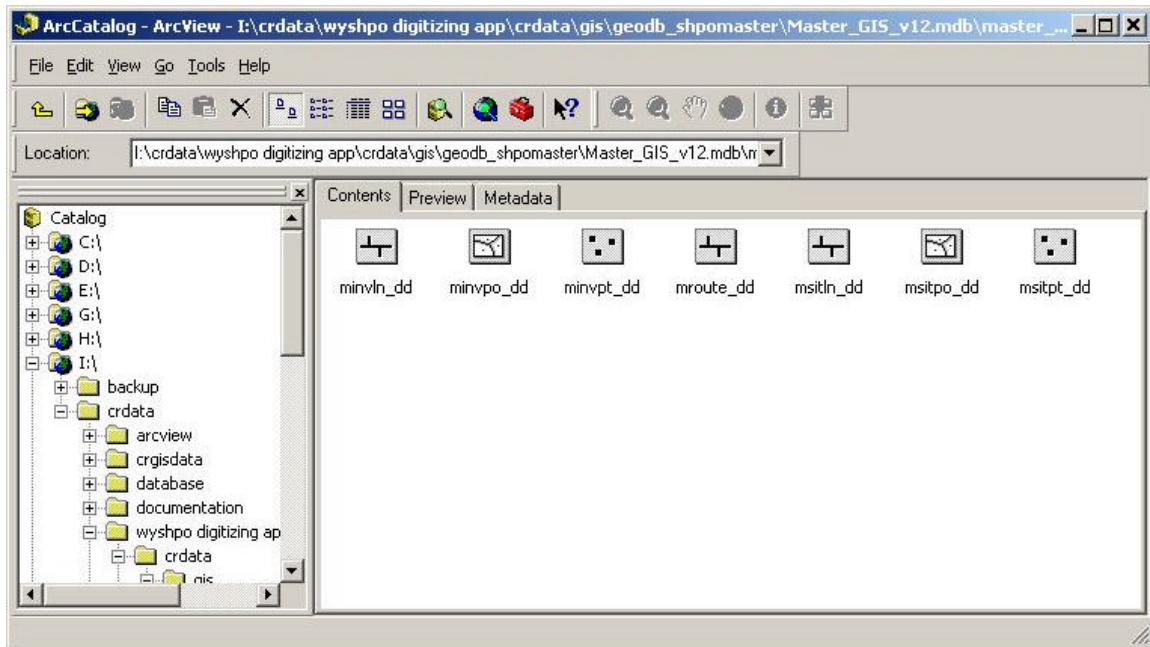 ArcCatalog - ArcView - I:\crdata\wyshpo digitizing app\crdata\gis\geodb_shpomaster\Master_GIS_v12.mdb\master_...
File Edit View Go Tools Help
Location: I:\crdata\wyshpo digitizing app\crdata\gis\geodb_shpomaster\Master_GIS_v12.mdb\m
Contents Preview Metadata
Catalog
C:\
D:\
E:\
G:\
H:\
I:\
backup
crdata
arcview
crgisdata
database
documentation
wyshpo digitizing ap
crdata
gis
minvln_dd minvpo_dd minvpt_dd mroute_dd msitln_dd msitpo_dd msitpt_dd